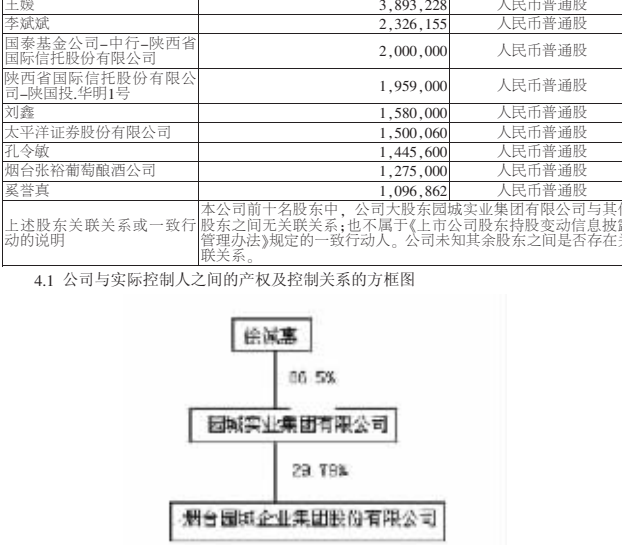 王媛 3,893,228 人民币普通股
李斌斌 2,326,155 人民币普通股
国泰基金公司–中行–陕西省
国际信托股份有限公司 2,000,000 人民币普通股
陕西省国际信托股份有限公
司–陕国投.华明1号 1,959,000 人民币普通股
刘鑫 1,580,000 人民币普通股
太平洋证券股份有限公司 1,500,060 人民币普通股
孔令敏 1,445,600 人民币普通股
烟台张裕葡萄酿酒公司 1,275,000 人民币普通股
奚誉真 1,096,862 人民币普通股
上述股东关联关系或一致行
动的说明
本公司前十名股东中，公司大股东园城实业集团有限公司与其他
股东之间无关联关系；也不属于《上市公司股东持股变动信息披露
管理办法》规定的一致行动人。公司未知其余股东之间是否存在关
联关系。
4.1 公司与实际控制人之间的产权及控制关系的方框图
徐诚惠
86.5%
园城实业集团有限公司
29.78%
烟台园城企业集团股份有限公司